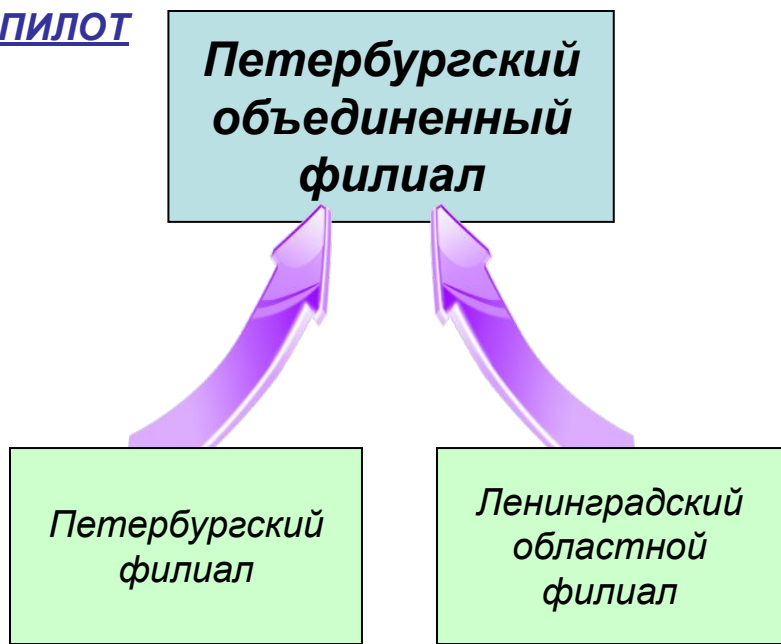 ПИЛОТ
Петербургский
объединенный
филиал
Петербургский
филиал
Ленинградский
областной
филиал